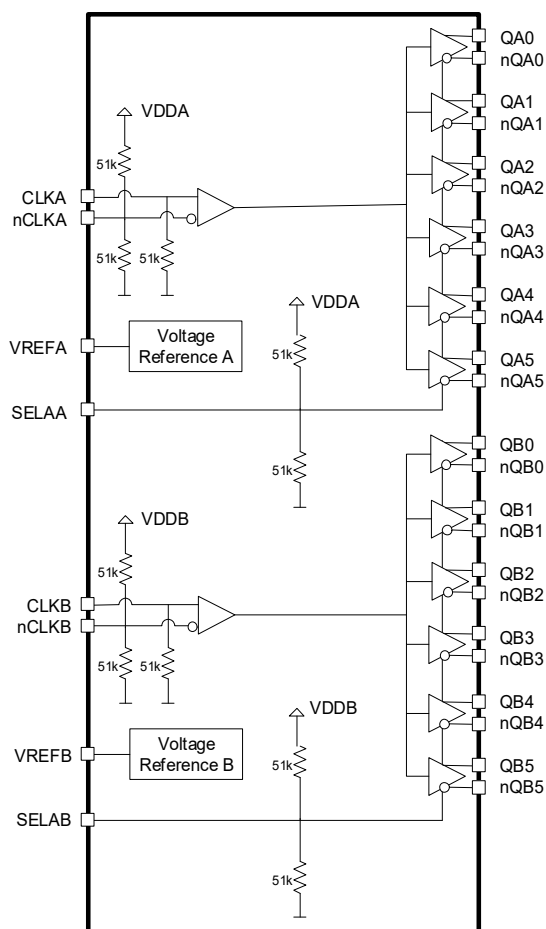 QA0
nQA0
QA1
nQA1
VDDA
51k
QA2
nQA2
CLKA
nCLKA
QA3
nQA3
51k
51k
VDDA
QA4
nQA4
VREFA
Voltage
Reference A
51k
QA5
nQA5
SELAA
QB0
nQB0
51k
QB1
nQB1
VDDB
51k
QB2
nQB2
CLKB
nCLKB
QB3
nQB3
51k
51k
QB4
nQB4
VDDB
VREFB
Voltage
Reference B
51k
QB5
nQB5
SELAB
51k